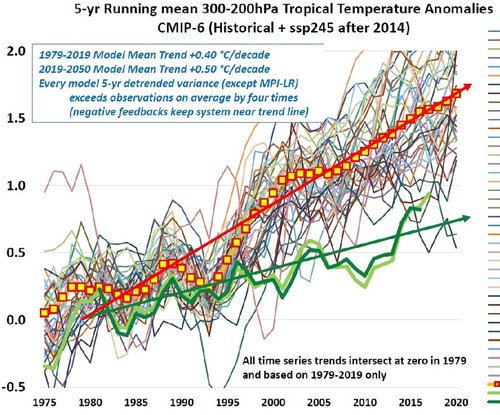 5-yr Running mean 300-200hPa Tropical Temperature Anomalies
CMIP-6 (Historical + ssp245 after 2014)
1979-2019 Model Mean Trend +0.40 °C/decade
2019-2050 Model Mean Trend +0.50 °C/decade
Every model 5-yr detrended variance (except MPI-LR)
exceeds observations on average by four times
(negative feedbacks keep system near trend line)
2.0
1.5
1.0
0.5
0.0
-0.5
All time series trends intersect at zero in 1979
and based on 1979-2019 only
1975 1980 1985 1990 1995 2000 2005 2010 2015 2020